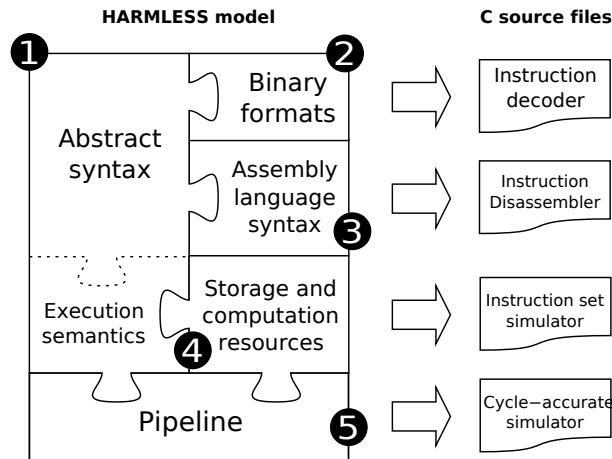 HARMLESS model
C source files
1
2
Abstract
syntax
Binary
formats
Instruction
decoder
Assembly
language
syntax
3
Instruction
Disassembler
Execution
semantics
4
Storage and
computation
resources
Instruction set
simulator
Pipeline
5
Cycle−accurate
simulator